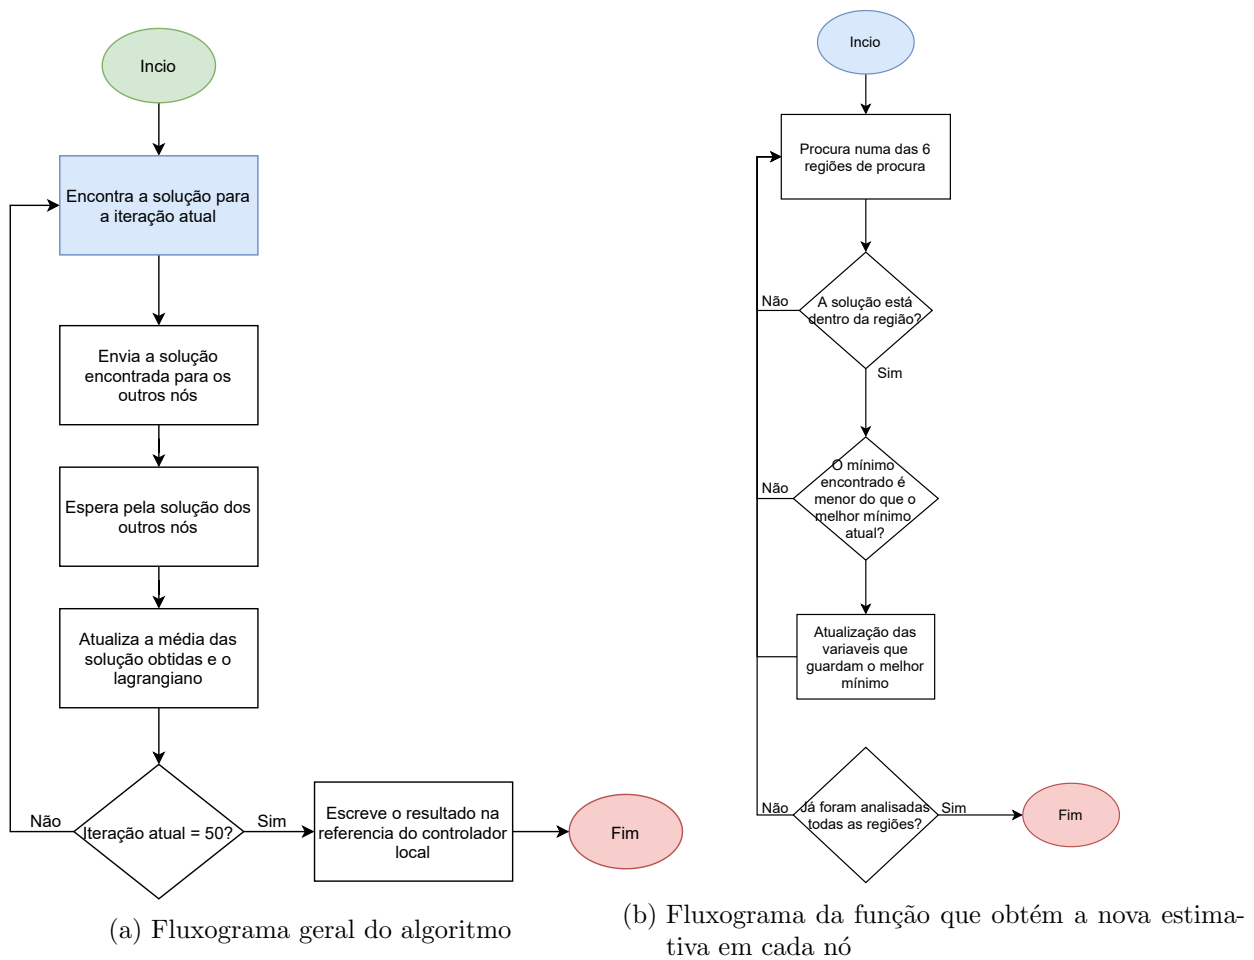 Incio
Encontra a solução para
a iteração atual
Envia a solução
encontrada para os
outros nós
Espera pela solução dos
outros nós
Atualiza a média das
solução obtidas e o
lagrangiano
Não
Iteração atual = 50?
Sim
Escreve o resultado na
referencia do controlador
local
Fim
(a) Fluxograma geral do algoritmo
Incio
Procura numa das 6
regiões de procura
Não
A solução está
dentro da região?
Sim
Não
O mínimo
encontrado é
menor do que o
melhor mínimo
atual?
Atualização das
variaveis que
guardam o melhor
mínimo
Não
Já foram analisadas
todas as regiões?
Sim
Fim
(b) Fluxograma da função que obtém a nova estima-
tiva em cada nó